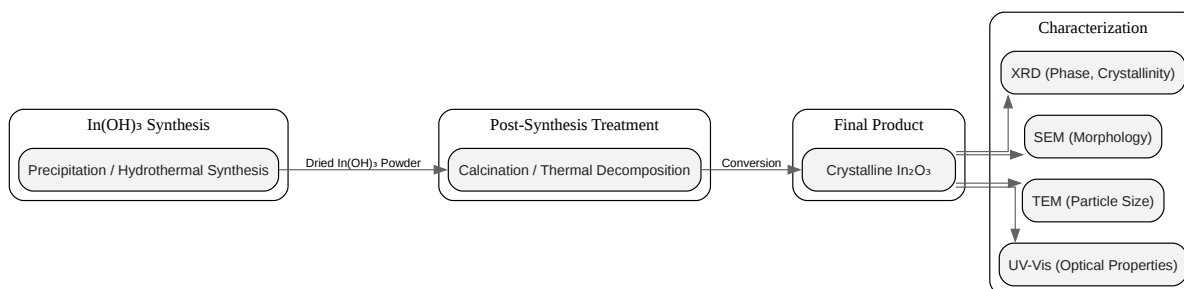 In(OH)₃ Synthesis
Precipitation / Hydrothermal Synthesis
Dried In(OH)₃ Powder
Post-Synthesis Treatment
Calcination / Thermal Decomposition
Conversion
Final Product
Crystalline In₂O₃
Characterization
XRD (Phase, Crystallinity)
SEM (Morphology)
TEM (Particle Size)
UV-Vis (Optical Properties)